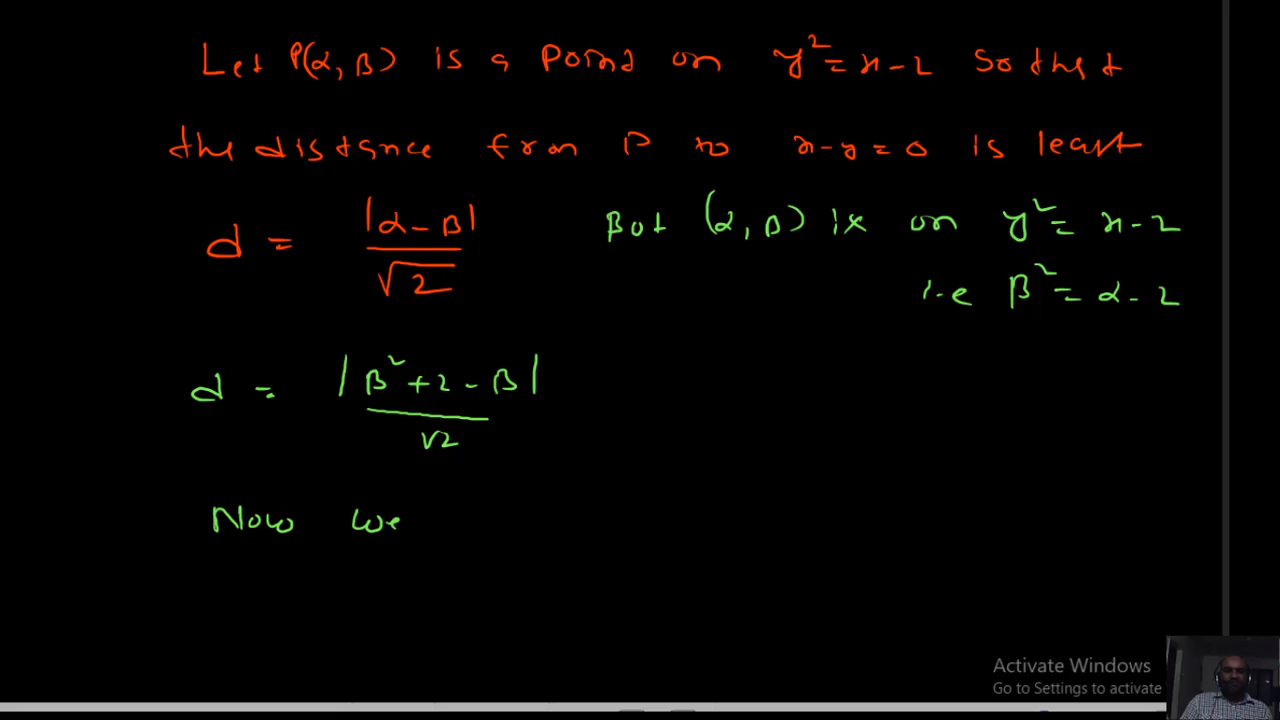 Let P(α, β) is a point on y² = x - 2 so that
the distance from P to x - y = 0 is least
d = |α - β| / √2
But (α, β) is on y² = x - 2
i.e β² = α - 2
d = |β² + 2 - β| / √2
Now we
Activate Windows
Go to Settings to activate